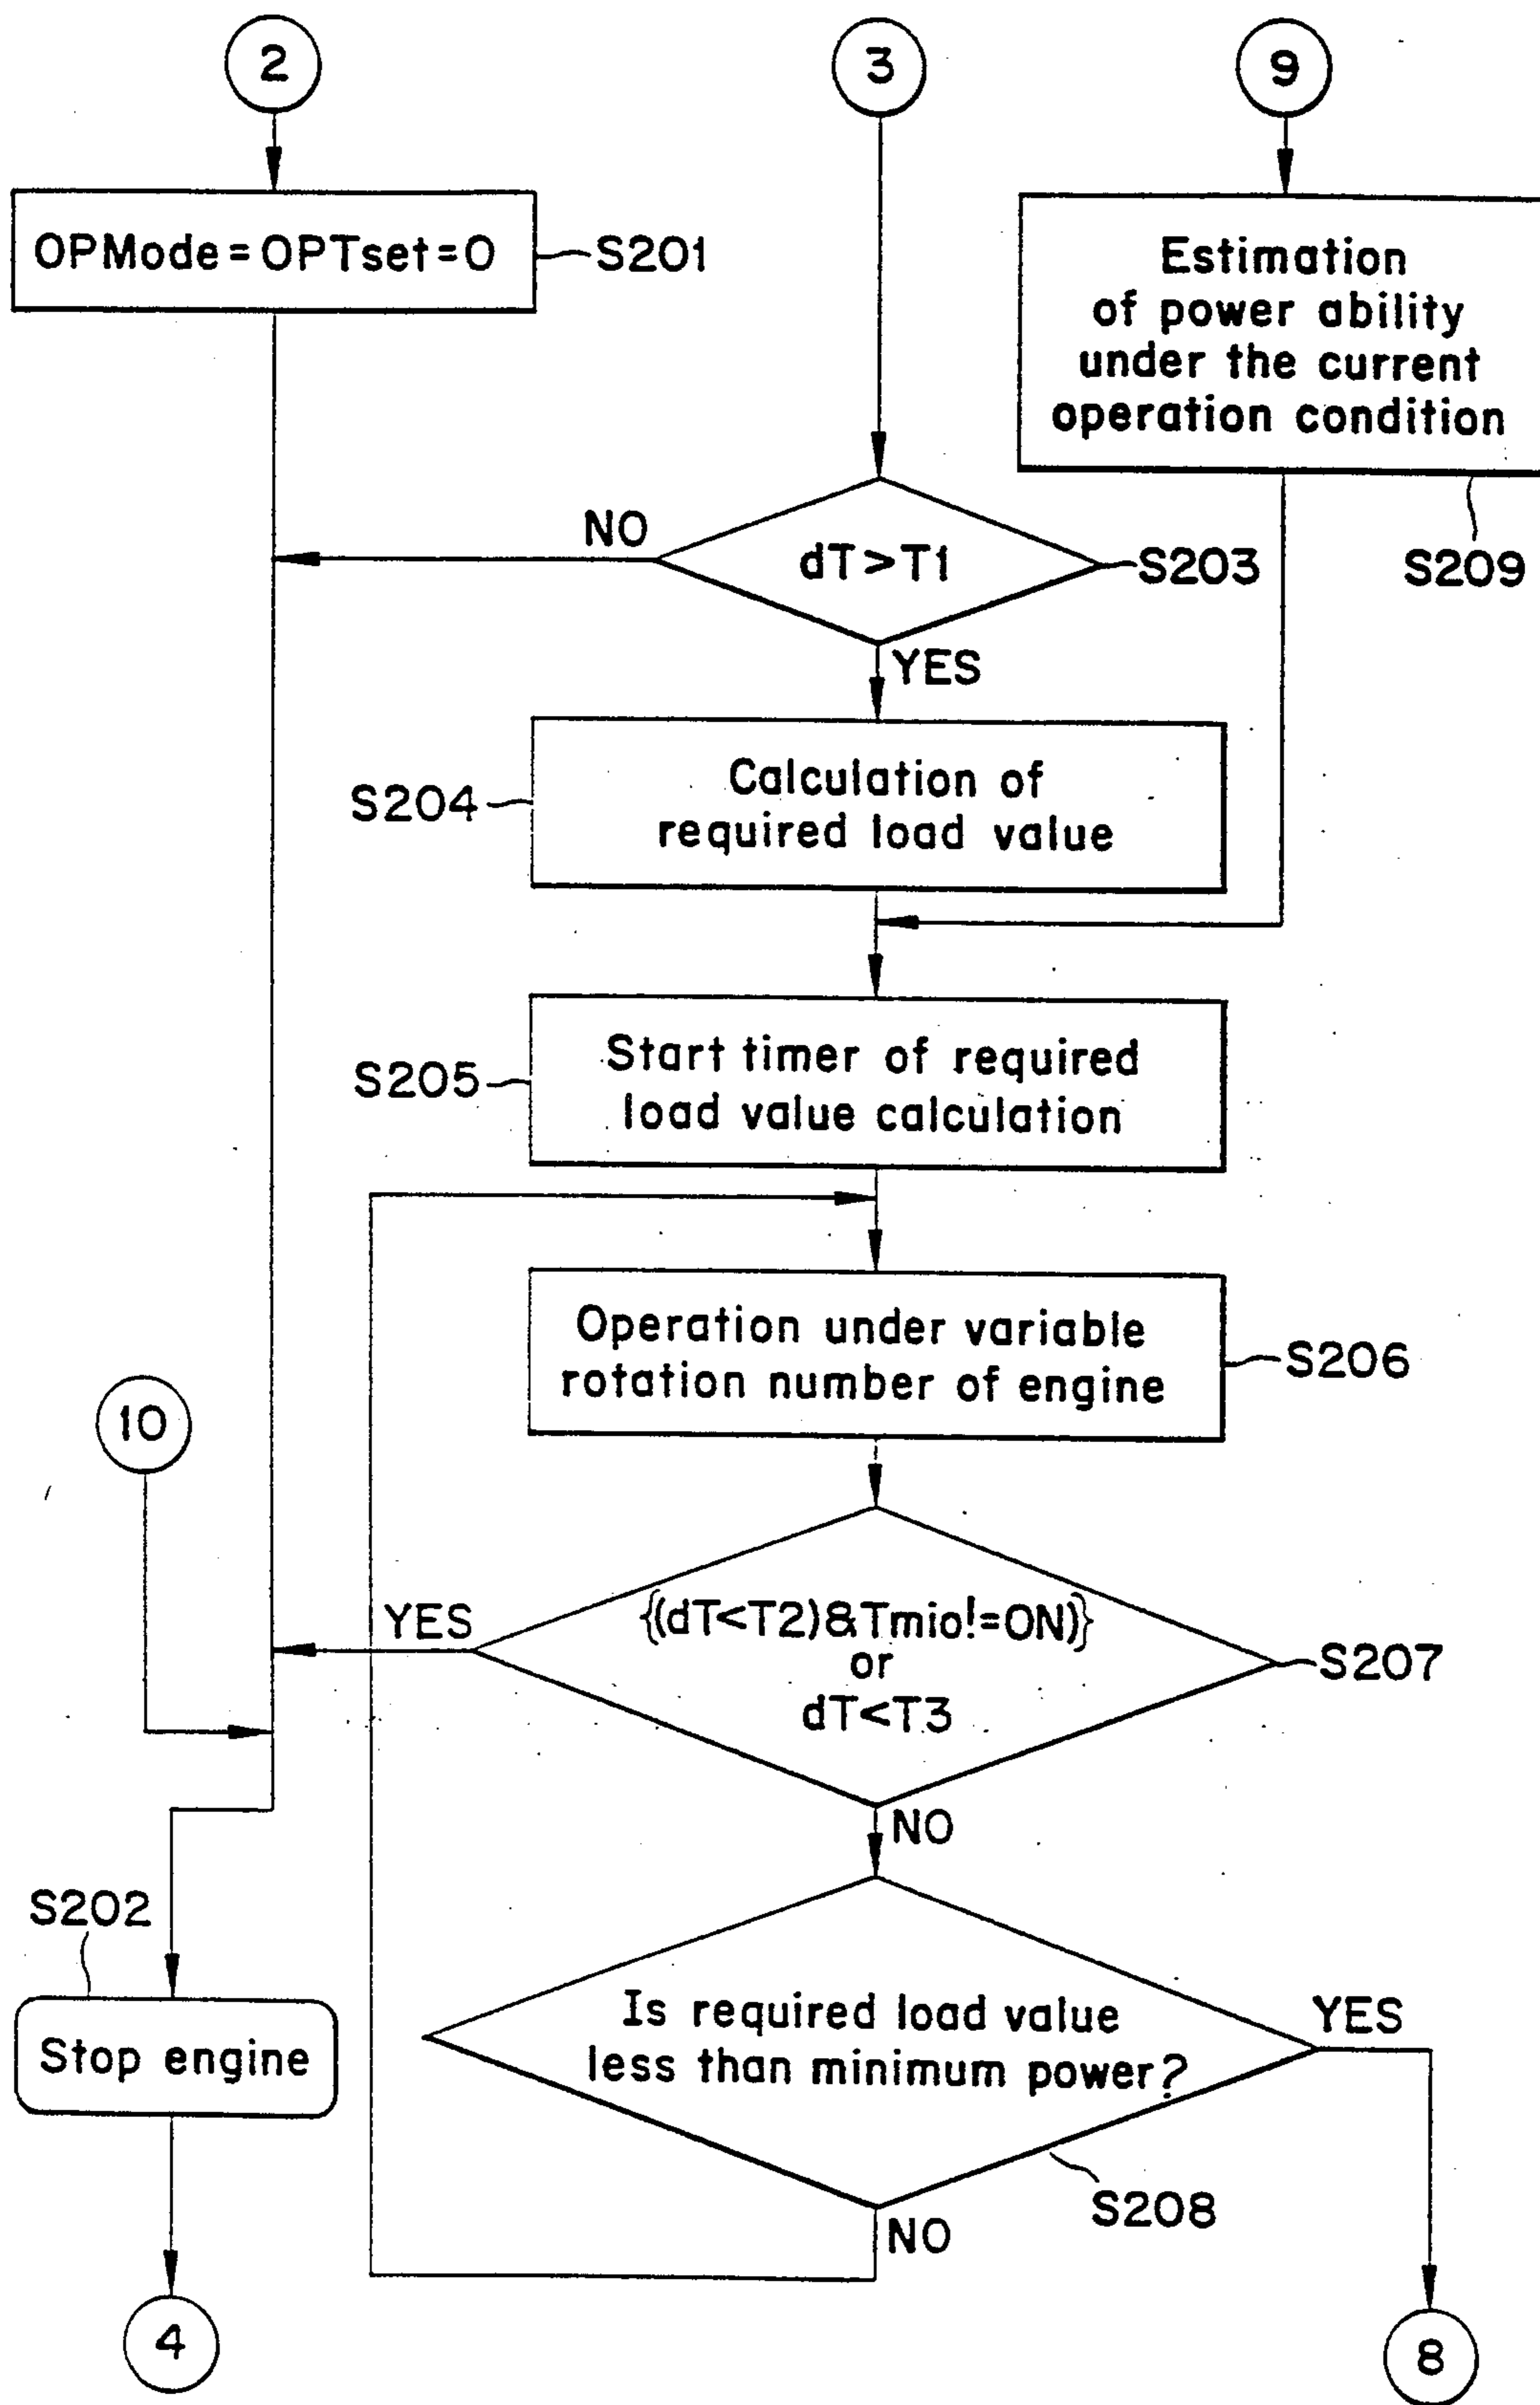 2
3
9
OPMode=OPTset=0
S201
Estimation
of power ability
under the current
operation condition
S209
NO
dT>T1
S203
YES
S204
Calculation of
required load value
S205
Start timer of required
load value calculation
Operation under variable
rotation number of engine
S206
10
YES
{(dT<T2)&Tmio!=ON)}
or
dT<T3
S207
NO
S202
Stop engine
Is required load value
less than minimum power?
YES
S208
NO
4
8